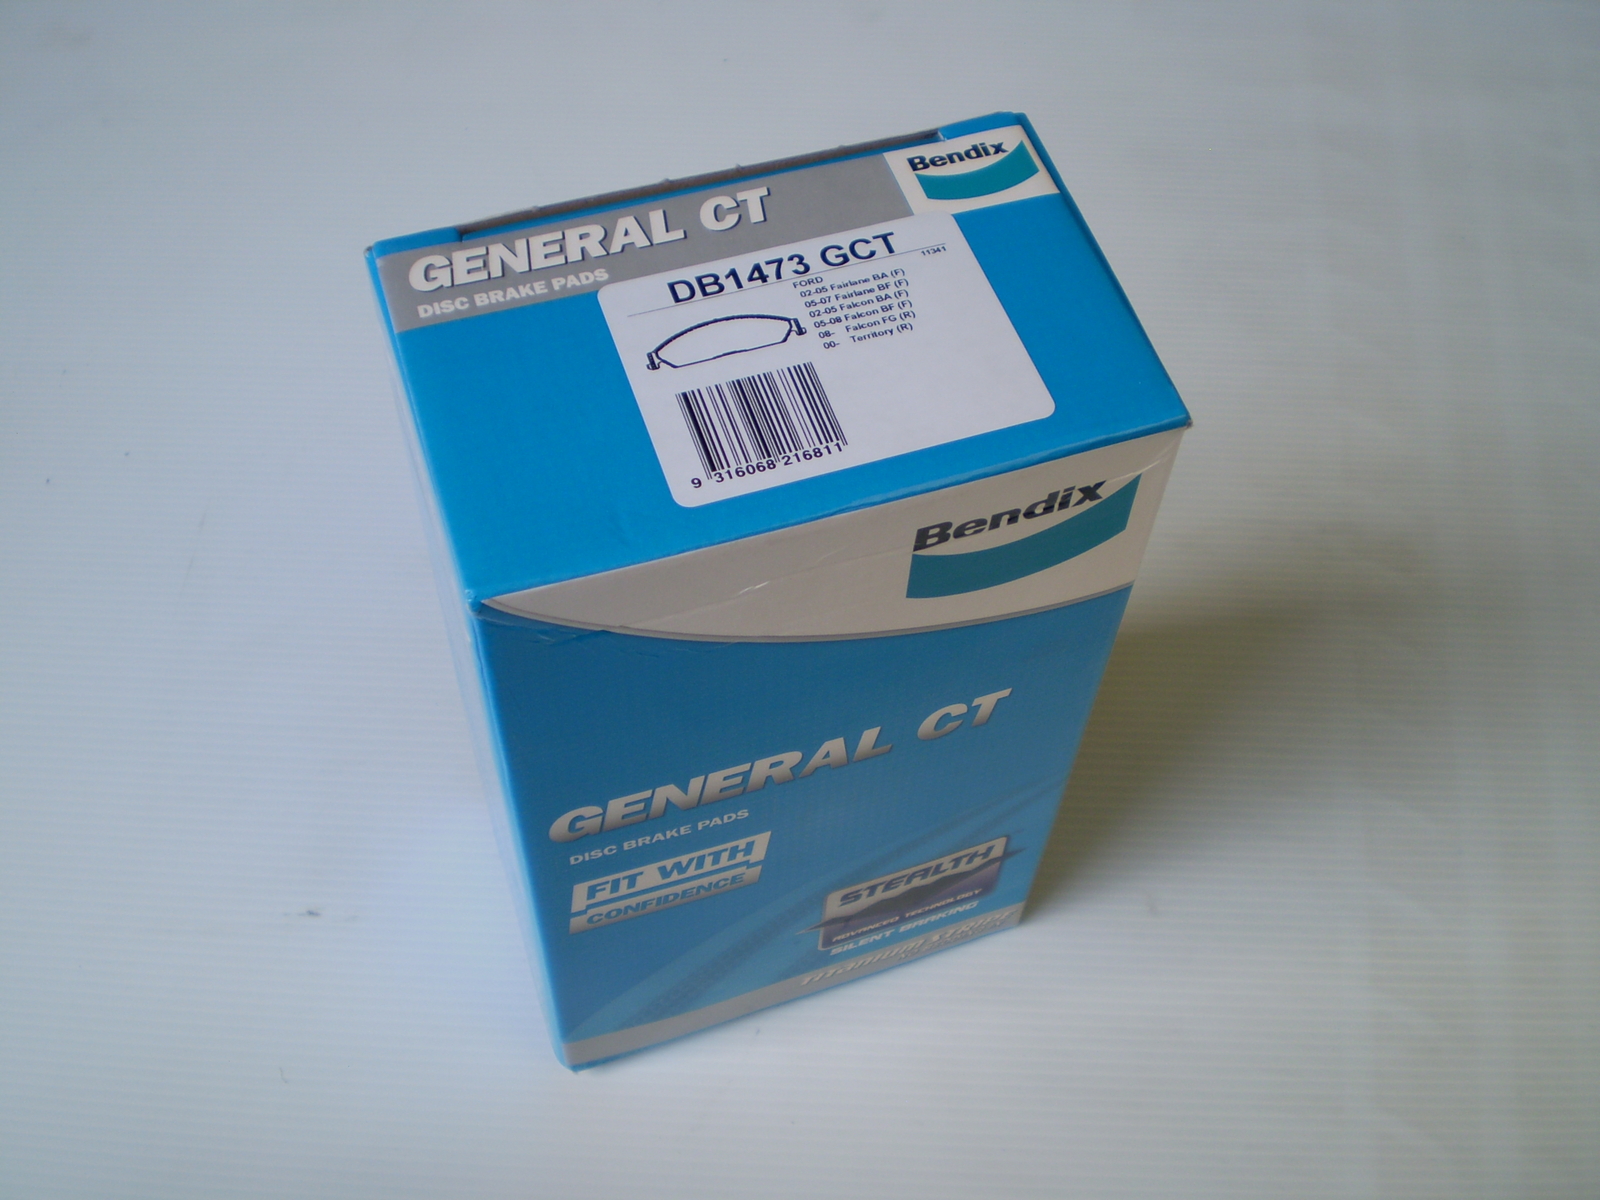 Bendix
GENERAL CT
DISC BRAKE PADS
DB1473 GCT
11341
FORD
02-05 Fairlane BA (F)
05-07 Fairlane BF (F)
02-05 Falcon BA (F)
05-08 Falcon BF (F)
08- Falcon FG (R)
00- Territory (R)
9 316068 216811
Bendix
GENERAL CT
DISC BRAKE PADS
FIT WITH
CONFIDENCE
STEALTH
ADVANCED TECHNOLOGY
SILENT BRAKING
TITANIUM STRIPE